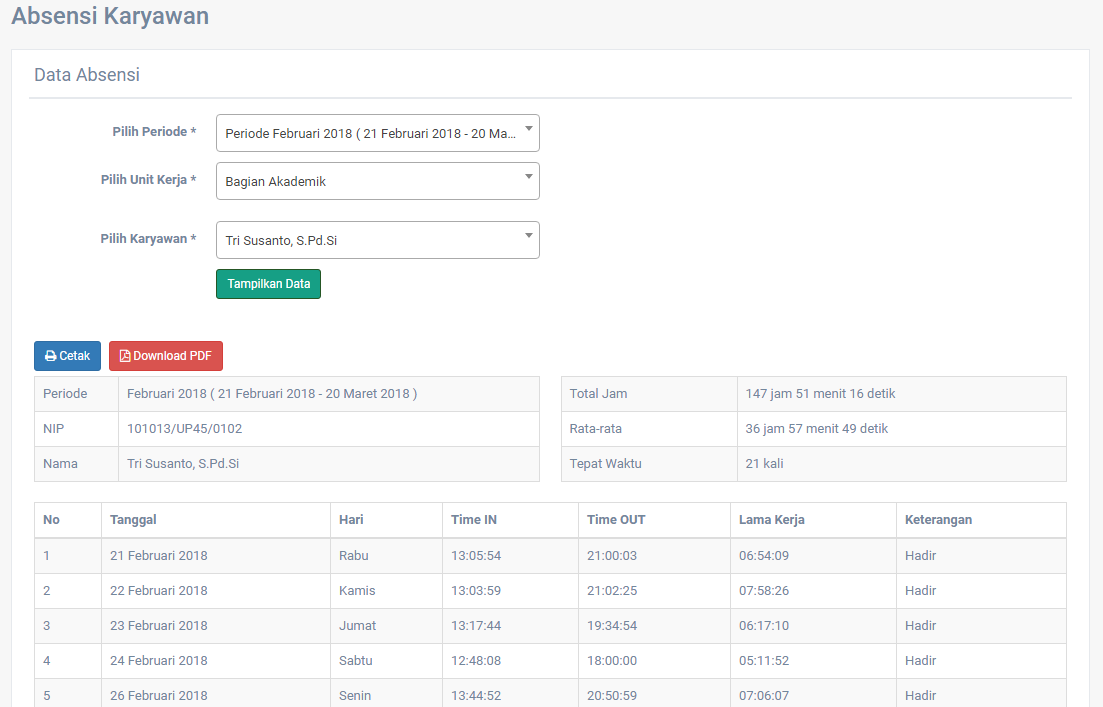 Absensi Karyawan
Data Absensi
Pilih Periode * Periode Februari 2018 ( 21 Februari 2018 - 20 Ma...
Pilih Unit Kerja * Bagian Akademik
Pilih Karyawan * Tri Susanto, S.Pd.Si
Tampilkan Data
Cetak Download PDF
Periode Februari 2018 ( 21 Februari 2018 - 20 Maret 2018 ) Total Jam 147 jam 51 menit 16 detik
NIP 101013/UP45/0102 Rata-rata 36 jam 57 menit 49 detik
Nama Tri Susanto, S.Pd.Si Tepat Waktu 21 kali
No Tanggal Hari Time IN Time OUT Lama Kerja Keterangan
1 21 Februari 2018 Rabu 13:05:54 21:00:03 06:54:09 Hadir
2 22 Februari 2018 Kamis 13:03:59 21:02:25 07:58:26 Hadir
3 23 Februari 2018 Jumat 13:17:44 19:34:54 06:17:10 Hadir
4 24 Februari 2018 Sabtu 12:48:08 18:00:00 05:11:52 Hadir
5 26 Februari 2018 Senin 13:44:52 20:50:59 07:06:07 Hadir